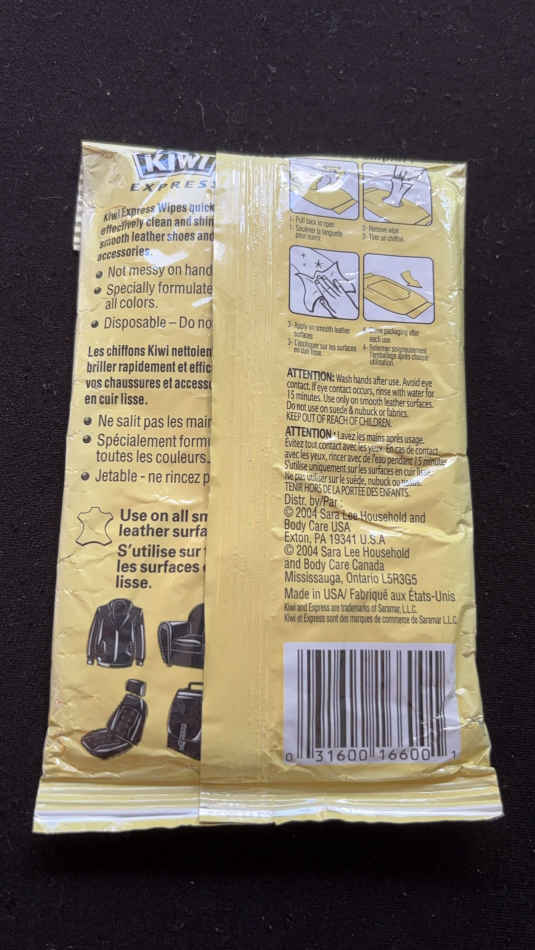 KIWI
EXPRESS
Kiwi Express Wipes quick
effectively clean and shin
smooth leather shoes and
accessories.
• Not messy on hand
• Specially formulate
all colors.
• Disposable – Do no
Les chiffons Kiwi nettoien
briller rapidement et effic
vos chaussures et accesso
en cuir lisse.
• Ne salit pas les mair
• Spécialement form
toutes les couleurs.
• Jetable - ne rincez p
Use on all sm
leather surfa
S'utilise sur
les surfaces
lisse.
1- Pull back to open
1- Soulever la languette
pour ouvrir
2- Remove wipe
2- Tirer un chiffon
3- Apply on smooth leather
surfaces
3- L'appliquer sur les surfaces
en cuir lisse
4- Close packaging after
each use
4- Refermer soigneusement
l'emballage après chaque
utilisation.
ATTENTION: Wash hands after use. Avoid eye
contact. If eye contact occurs, rinse with water for
15 minutes. Use only on smooth leather surfaces.
Do not use on suede & nubuck or fabrics.
KEEP OUT OF REACH OF CHILDREN.
ATTENTION : Lavez les mains après usage.
Évitez tout contact avec les yeux. En cas de contact
avec les yeux, rincer avec de l'eau pendant 15 minutes
S'utilise uniquement sur les surfaces en cuir lisse.
Ne pas utiliser sur le suède, nubuck ou
TENIR HORS DE LA PORTÉE DES ENFANTS.
Distr. by/Par :
© 2004 Sara Lee Household and
Body Care USA
Exton, PA 19341 U.S.A
© 2004 Sara Lee Household
and Body Care Canada
Mississauga, Ontario L5R3G5
Made in USA/ Fabriqué aux États-Unis
Kiwi and Express are trademarks of Saramar, L.L.C.
Kiwi et Express sont des marques de commerce de Saramar L.L.C.
0 31600 16600 1